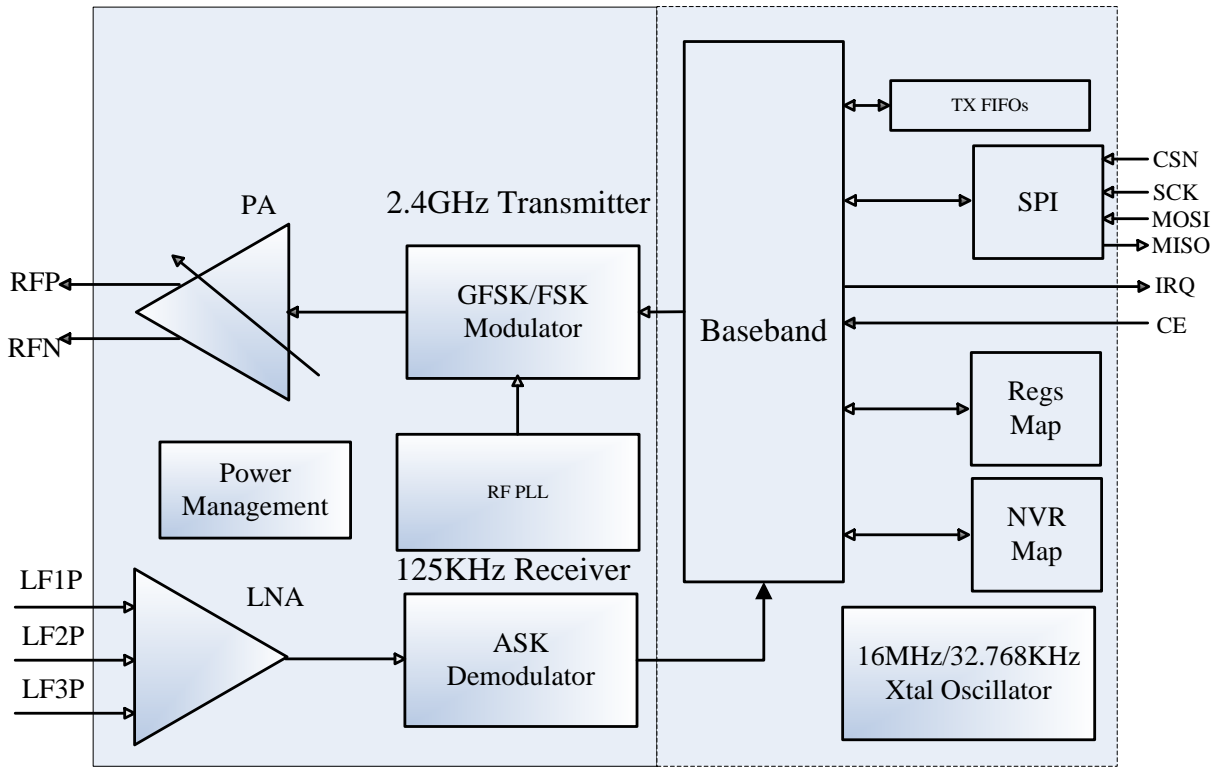 TX FIFOs
CSN
SCK
MOSI
MISO
SPI
PA
2.4GHz Transmitter
RFP
RFN
GFSK/FSK
Modulator
Baseband
IRQ
CE
Regs
Map
Power
Management
RF PLL
NVR
Map
125KHz Receiver
LF1P
LF2P
LF3P
LNA
ASK
Demodulator
16MHz/32.768KHz
Xtal Oscillator